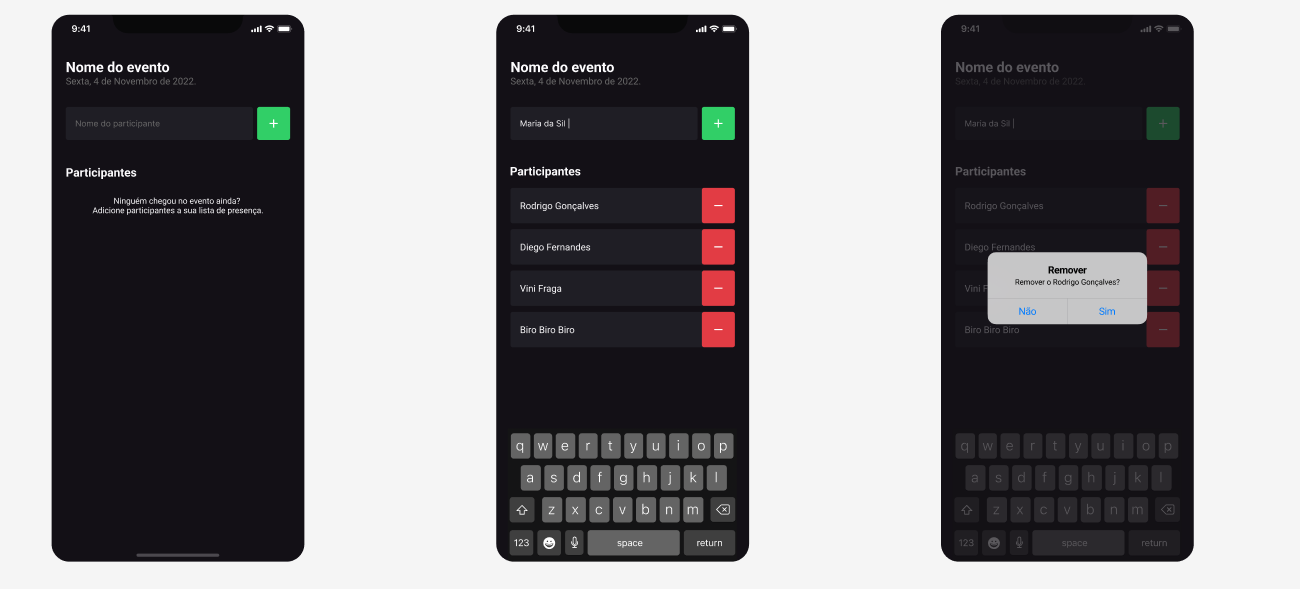 9:41
Nome do evento
Sexta, 4 de Novembro de 2022.
Nome do participante
+
Participantes
Ninguém chegou no evento ainda?
Adicione participantes a sua lista de presença.
9:41
Nome do evento
Sexta, 4 de Novembro de 2022.
Maria da Sil |
+
Participantes
Rodrigo Gonçalves
–
Diego Fernandes
–
Vini Fraga
–
Biro Biro Biro
–
q w e r t y u i o p
a s d f g h j k l
z x c v b n m
123 space return
9:41
Nome do evento
Sexta, 4 de Novembro de 2022.
Maria da Sil |
+
Participantes
Rodrigo Gonçalves
–
Diego Fernandes
–
Remover
Remover o Rodrigo Gonçalves?
Vini F
–
Não Sim
Biro Biro Biro
–
q w e r t y u i o p
a s d f g h j k l
z x c v b n m
123 space return